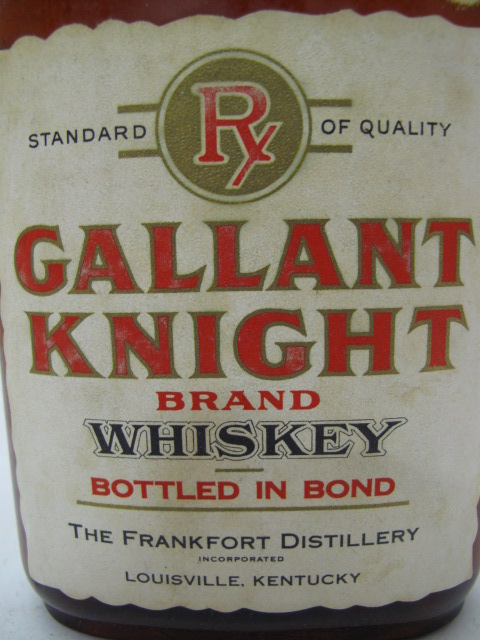 Rx
STANDARD OF QUALITY
GALLANT
KNIGHT
BRAND
WHISKEY
BOTTLED IN BOND
THE FRANKFORT DISTILLERY
INCORPORATED
LOUISVILLE, KENTUCKY